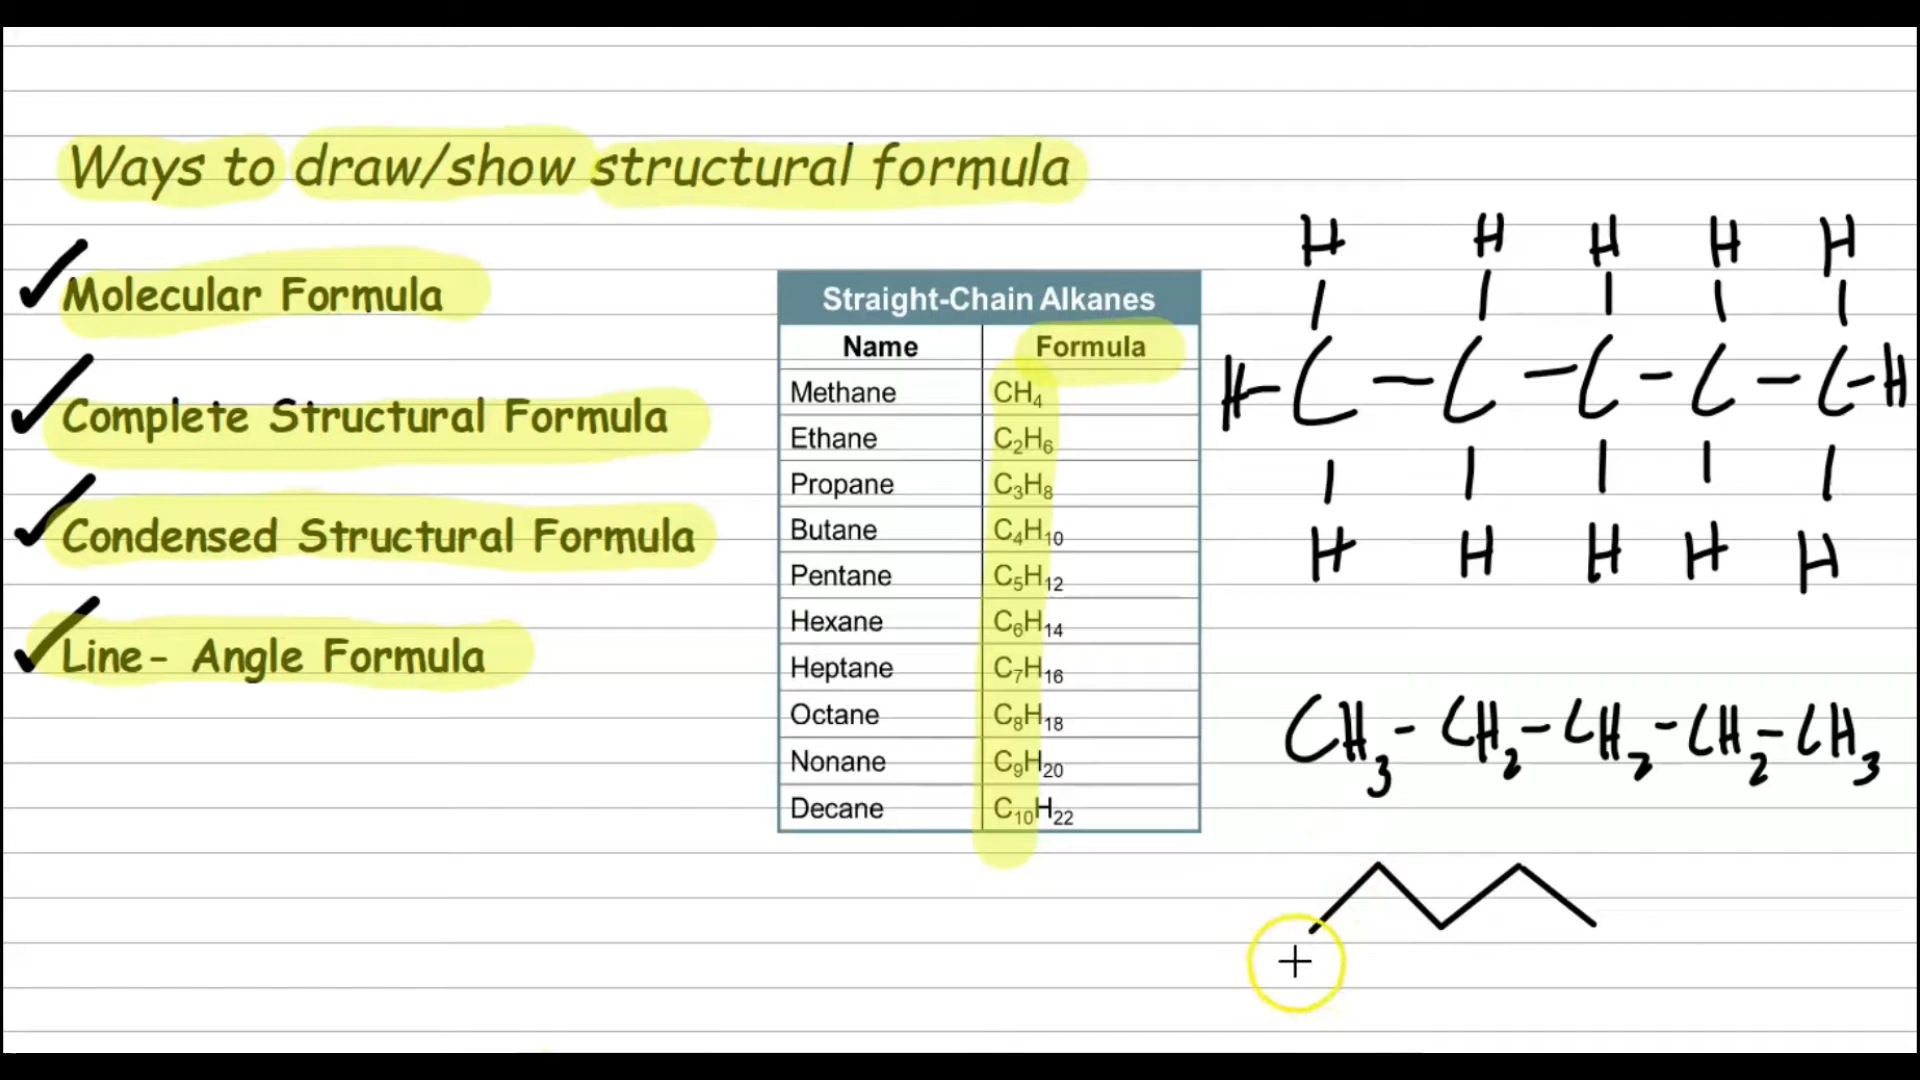 Ways to draw/show structural formula
Molecular Formula
Complete Structural Formula
Condensed Structural Formula
Line- Angle Formula
Straight-Chain Alkanes
Name Formula
Methane CH₄
Ethane C₂H₆
Propane C₃H₈
Butane C₄H₁₀
Pentane C₅H₁₂
Hexane C₆H₁₄
Heptane C₇H₁₆
Octane C₈H₁₈
Nonane C₉H₂₀
Decane C₁₀H₂₂
H H H H H
H-C-C-C-C-C-H
H H H H H
CH₃-CH₂-CH₂-CH₂-CH₃